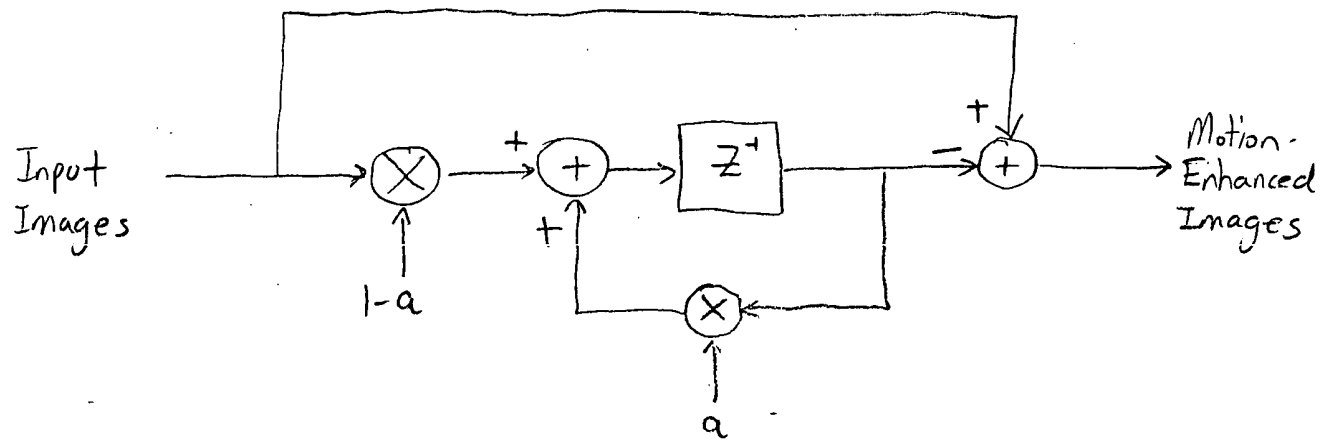 Input
Images
×
1-a
+
+
+
Z⁻¹
×
a
−
+
+
Motion-
Enhanced
Images